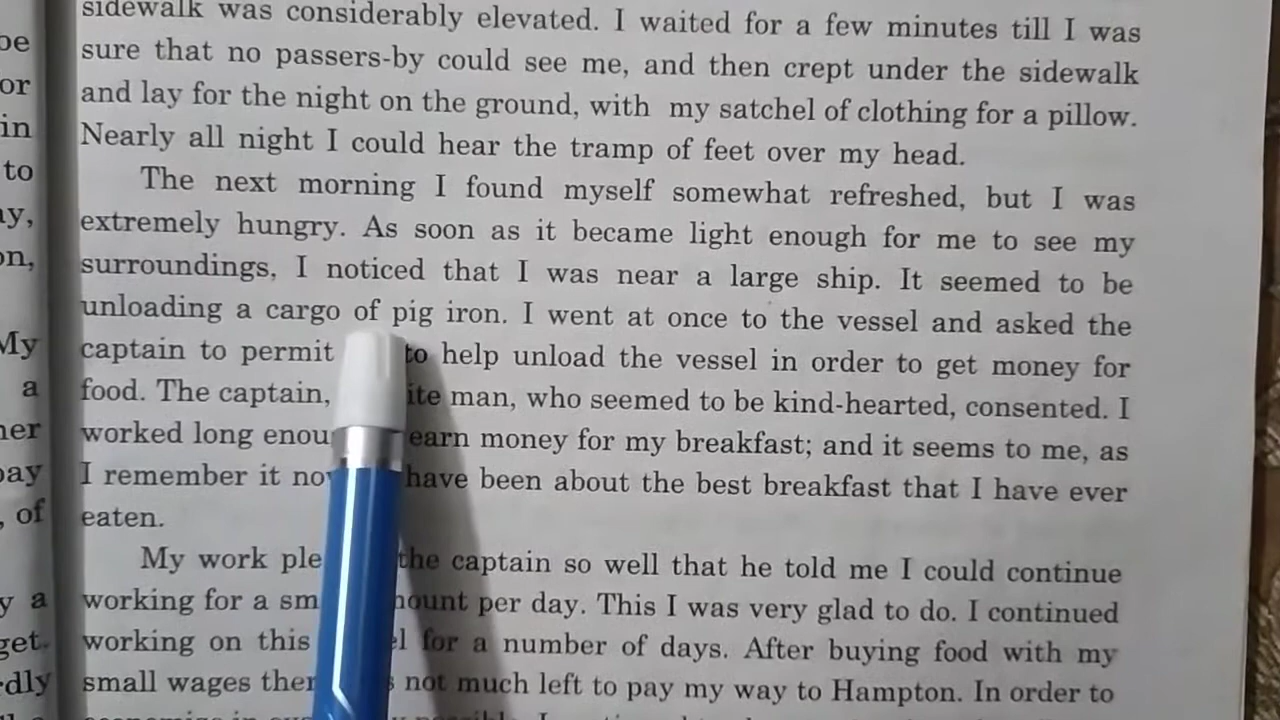 sidewalk was considerably elevated. I waited for a few minutes till I was
sure that no passers-by could see me, and then crept under the sidewalk
and lay for the night on the ground, with my satchel of clothing for a pillow.
Nearly all night I could hear the tramp of feet over my head.
The next morning I found myself somewhat refreshed, but I was
extremely hungry. As soon as it became light enough for me to see my
surroundings, I noticed that I was near a large ship. It seemed to be
unloading a cargo of pig iron. I went at once to the vessel and asked the
captain to permit to help unload the vessel in order to get money for
food. The captain, ite man, who seemed to be kind-hearted, consented. I
worked long enou earn money for my breakfast; and it seems to me, as
I remember it no have been about the best breakfast that I have ever
eaten.
My work ple the captain so well that he told me I could continue
working for a sm ount per day. This I was very glad to do. I continued
working on this el for a number of days. After buying food with my
small wages ther s not much left to pay my way to Hampton. In order to